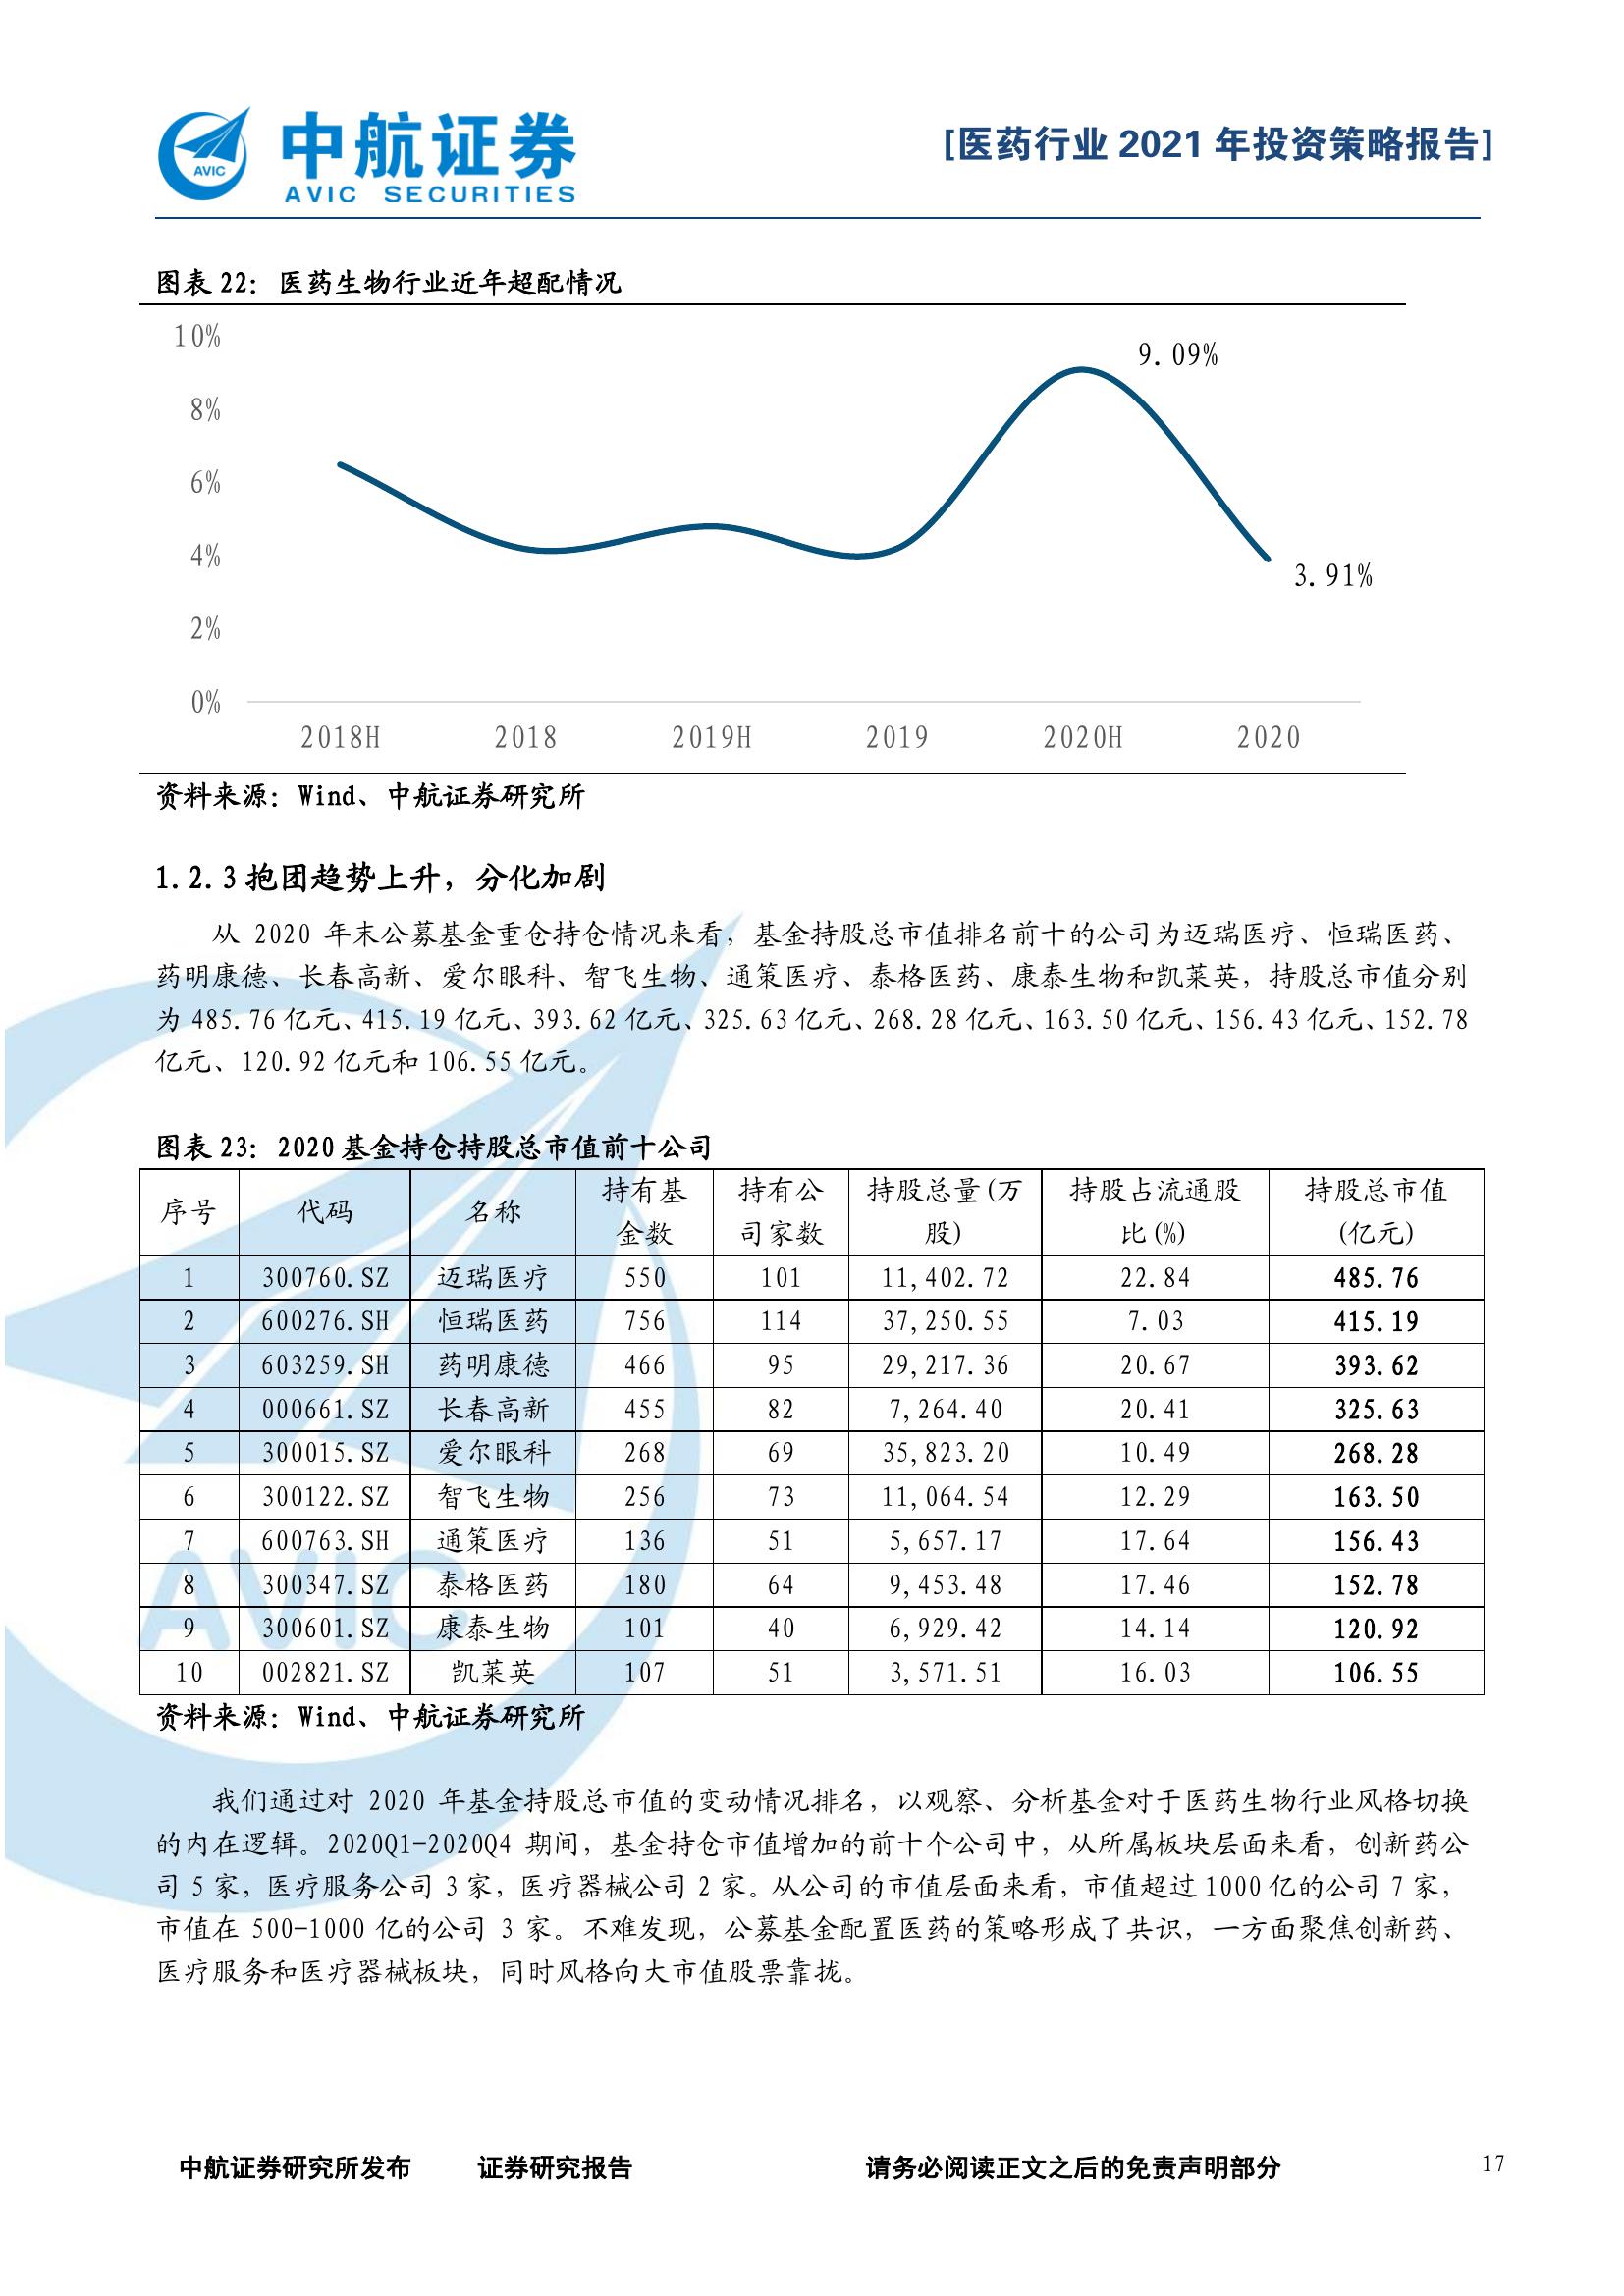 AVIC
中航证券
AVIC SECURITIES
[医药行业 2021 年投资策略报告]
图表 22：医药生物行业近年超配情况
10%
9.09%
8%
6%
4%
3.91%
2%
0%
2018H 2018 2019H 2019 2020H 2020
资料来源：Wind、中航证券研究所
1.2.3 抱团趋势上升，分化加剧
从 2020 年末公募基金重仓持仓情况来看，基金持股总市值排名前十的公司为迈瑞医疗、恒瑞医药、
药明康德、长春高新、爱尔眼科、智飞生物、通策医疗、泰格医药、康泰生物和凯莱英，持股总市值分别
为 485.76 亿元、415.19 亿元、393.62 亿元、325.63 亿元、268.28 亿元、163.50 亿元、156.43 亿元、152.78
亿元、120.92 亿元和 106.55 亿元。
图表 23：2020 基金持仓持股总市值前十公司
序号 代码 名称 持有基金数 持有公司家数 持股总量(万股) 持股占流通股比(%) 持股总市值(亿元)
1 300760.SZ 迈瑞医疗 550 101 11,402.72 22.84 485.76
2 600276.SH 恒瑞医药 756 114 37,250.55 7.03 415.19
3 603259.SH 药明康德 466 95 29,217.36 20.67 393.62
4 000661.SZ 长春高新 455 82 7,264.40 20.41 325.63
5 300015.SZ 爱尔眼科 268 69 35,823.20 10.49 268.28
6 300122.SZ 智飞生物 256 73 11,064.54 12.29 163.50
7 600763.SH 通策医疗 136 51 5,657.17 17.64 156.43
8 300347.SZ 泰格医药 180 64 9,453.48 17.46 152.78
9 300601.SZ 康泰生物 101 40 6,929.42 14.14 120.92
10 002821.SZ 凯莱英 107 51 3,571.51 16.03 106.55
AVIC
资料来源：Wind、中航证券研究所
我们通过对 2020 年基金持股总市值的变动情况排名，以观察、分析基金对于医药生物行业风格切换
的内在逻辑。2020Q1-2020Q4 期间，基金持仓市值增加的前十个公司中，从所属板块层面来看，创新药公
司 5 家，医疗服务公司 3 家，医疗器械公司 2 家。从公司的市值层面来看，市值超过 1000 亿的公司 7 家，
市值在 500-1000 亿的公司 3 家。不难发现，公募基金配置医药的策略形成了共识，一方面聚焦创新药、
医疗服务和医疗器械板块，同时风格向大市值股票靠拢。
中航证券研究所发布 证券研究报告 请务必阅读正文之后的免责声明部分 17